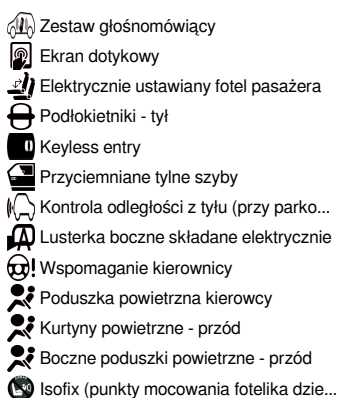 Zestaw głośnomówiący
Ekran dotykowy
Elektrycznie ustawiany fotel pasażera
Podłokietniki - tył
Keyless entry
Przyciemniane tylne szyby
Kontrola odległości z tyłu (przy parko...
Lusterka boczne składane elektrycznie
Wspomaganie kierownicy
Poduszka powietrzna kierowcy
Kurtyny powietrzne - przód
Boczne poduszki powietrzne - przód
Isofix (punkty mocowania fotelika dzie...